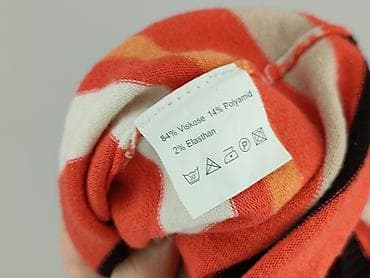 84% Viskose 14% Polyamid
2% Elasthan